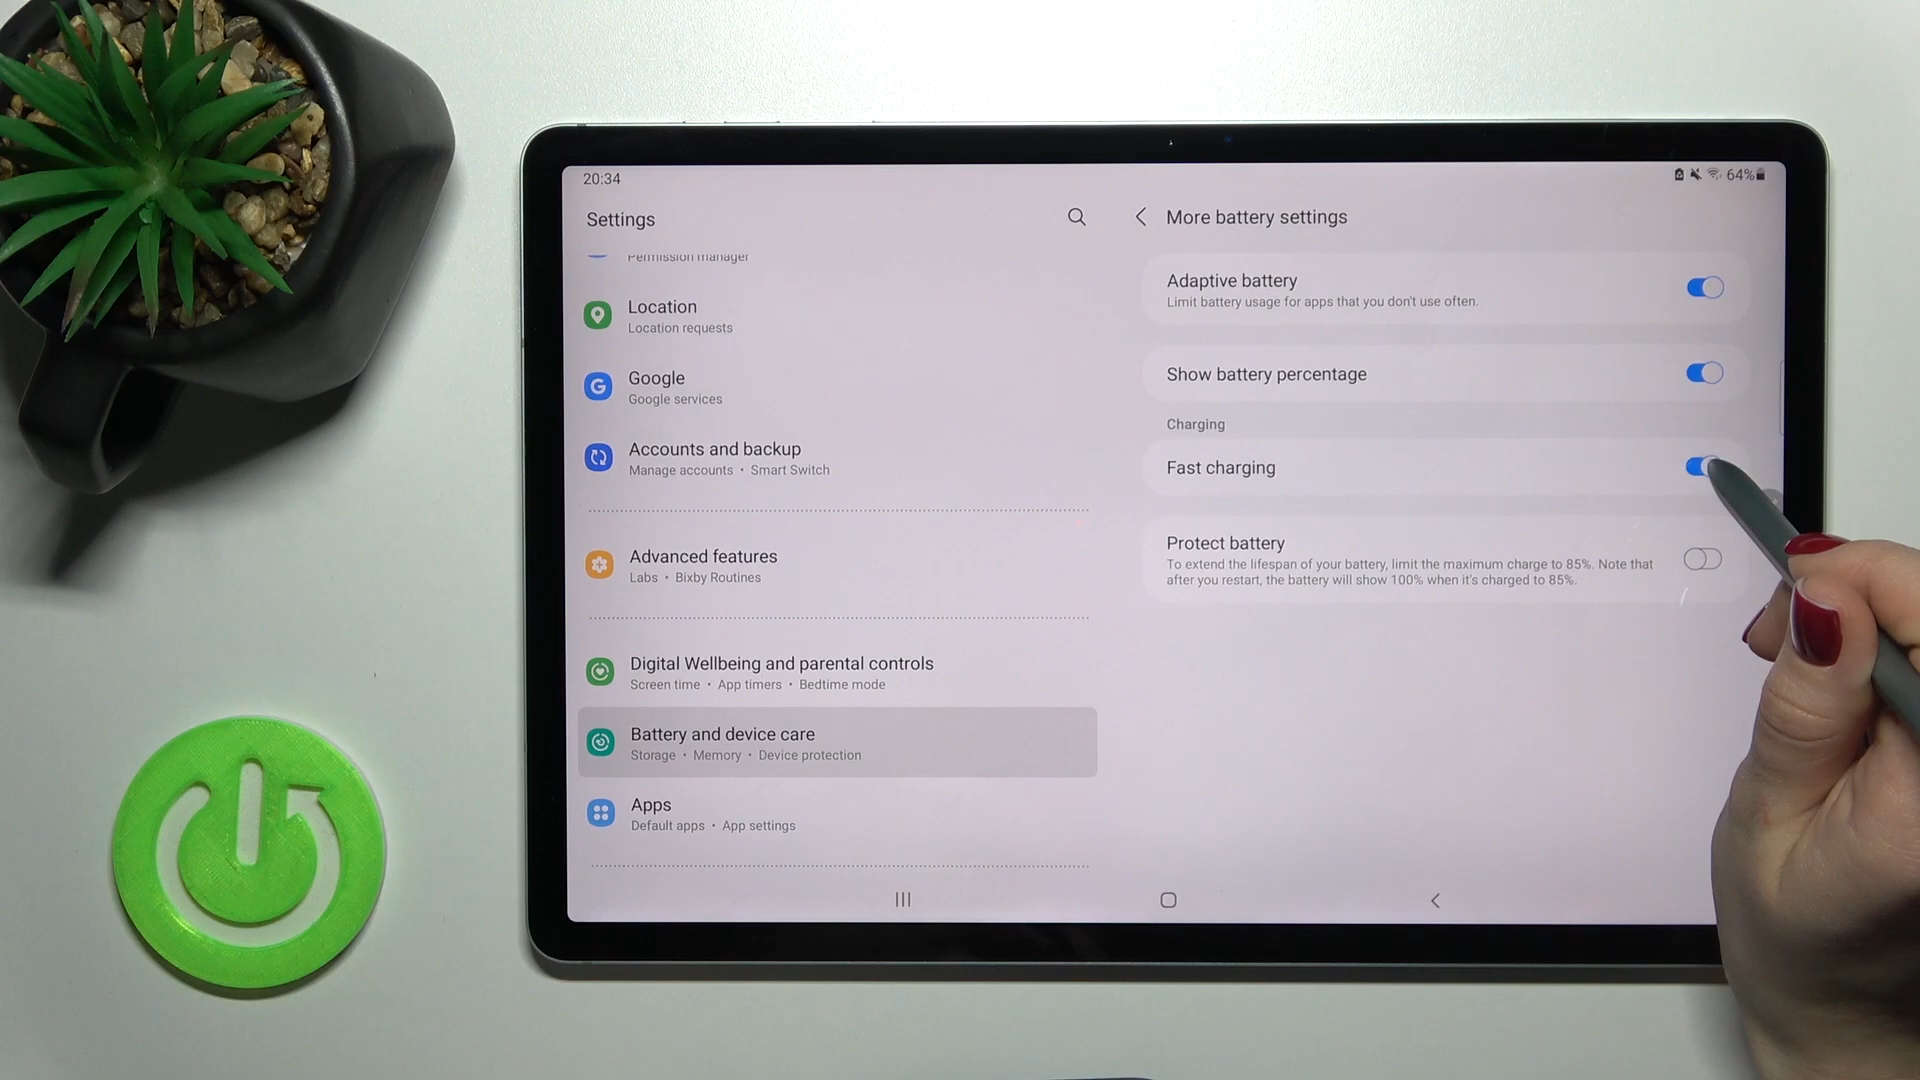 20:34
64%
Settings
Permission manager
Location
Location requests
Google
Google services
Accounts and backup
Manage accounts • Smart Switch
Advanced features
Labs • Bixby Routines
Digital Wellbeing and parental controls
Screen time • App timers • Bedtime mode
Battery and device care
Storage • Memory • Device protection
Apps
Default apps • App settings
More battery settings
Adaptive battery
Limit battery usage for apps that you don't use often.
Show battery percentage
Charging
Fast charging
Protect battery
To extend the lifespan of your battery, limit the maximum charge to 85%. Note that
after you restart, the battery will show 100% when it's charged to 85%.